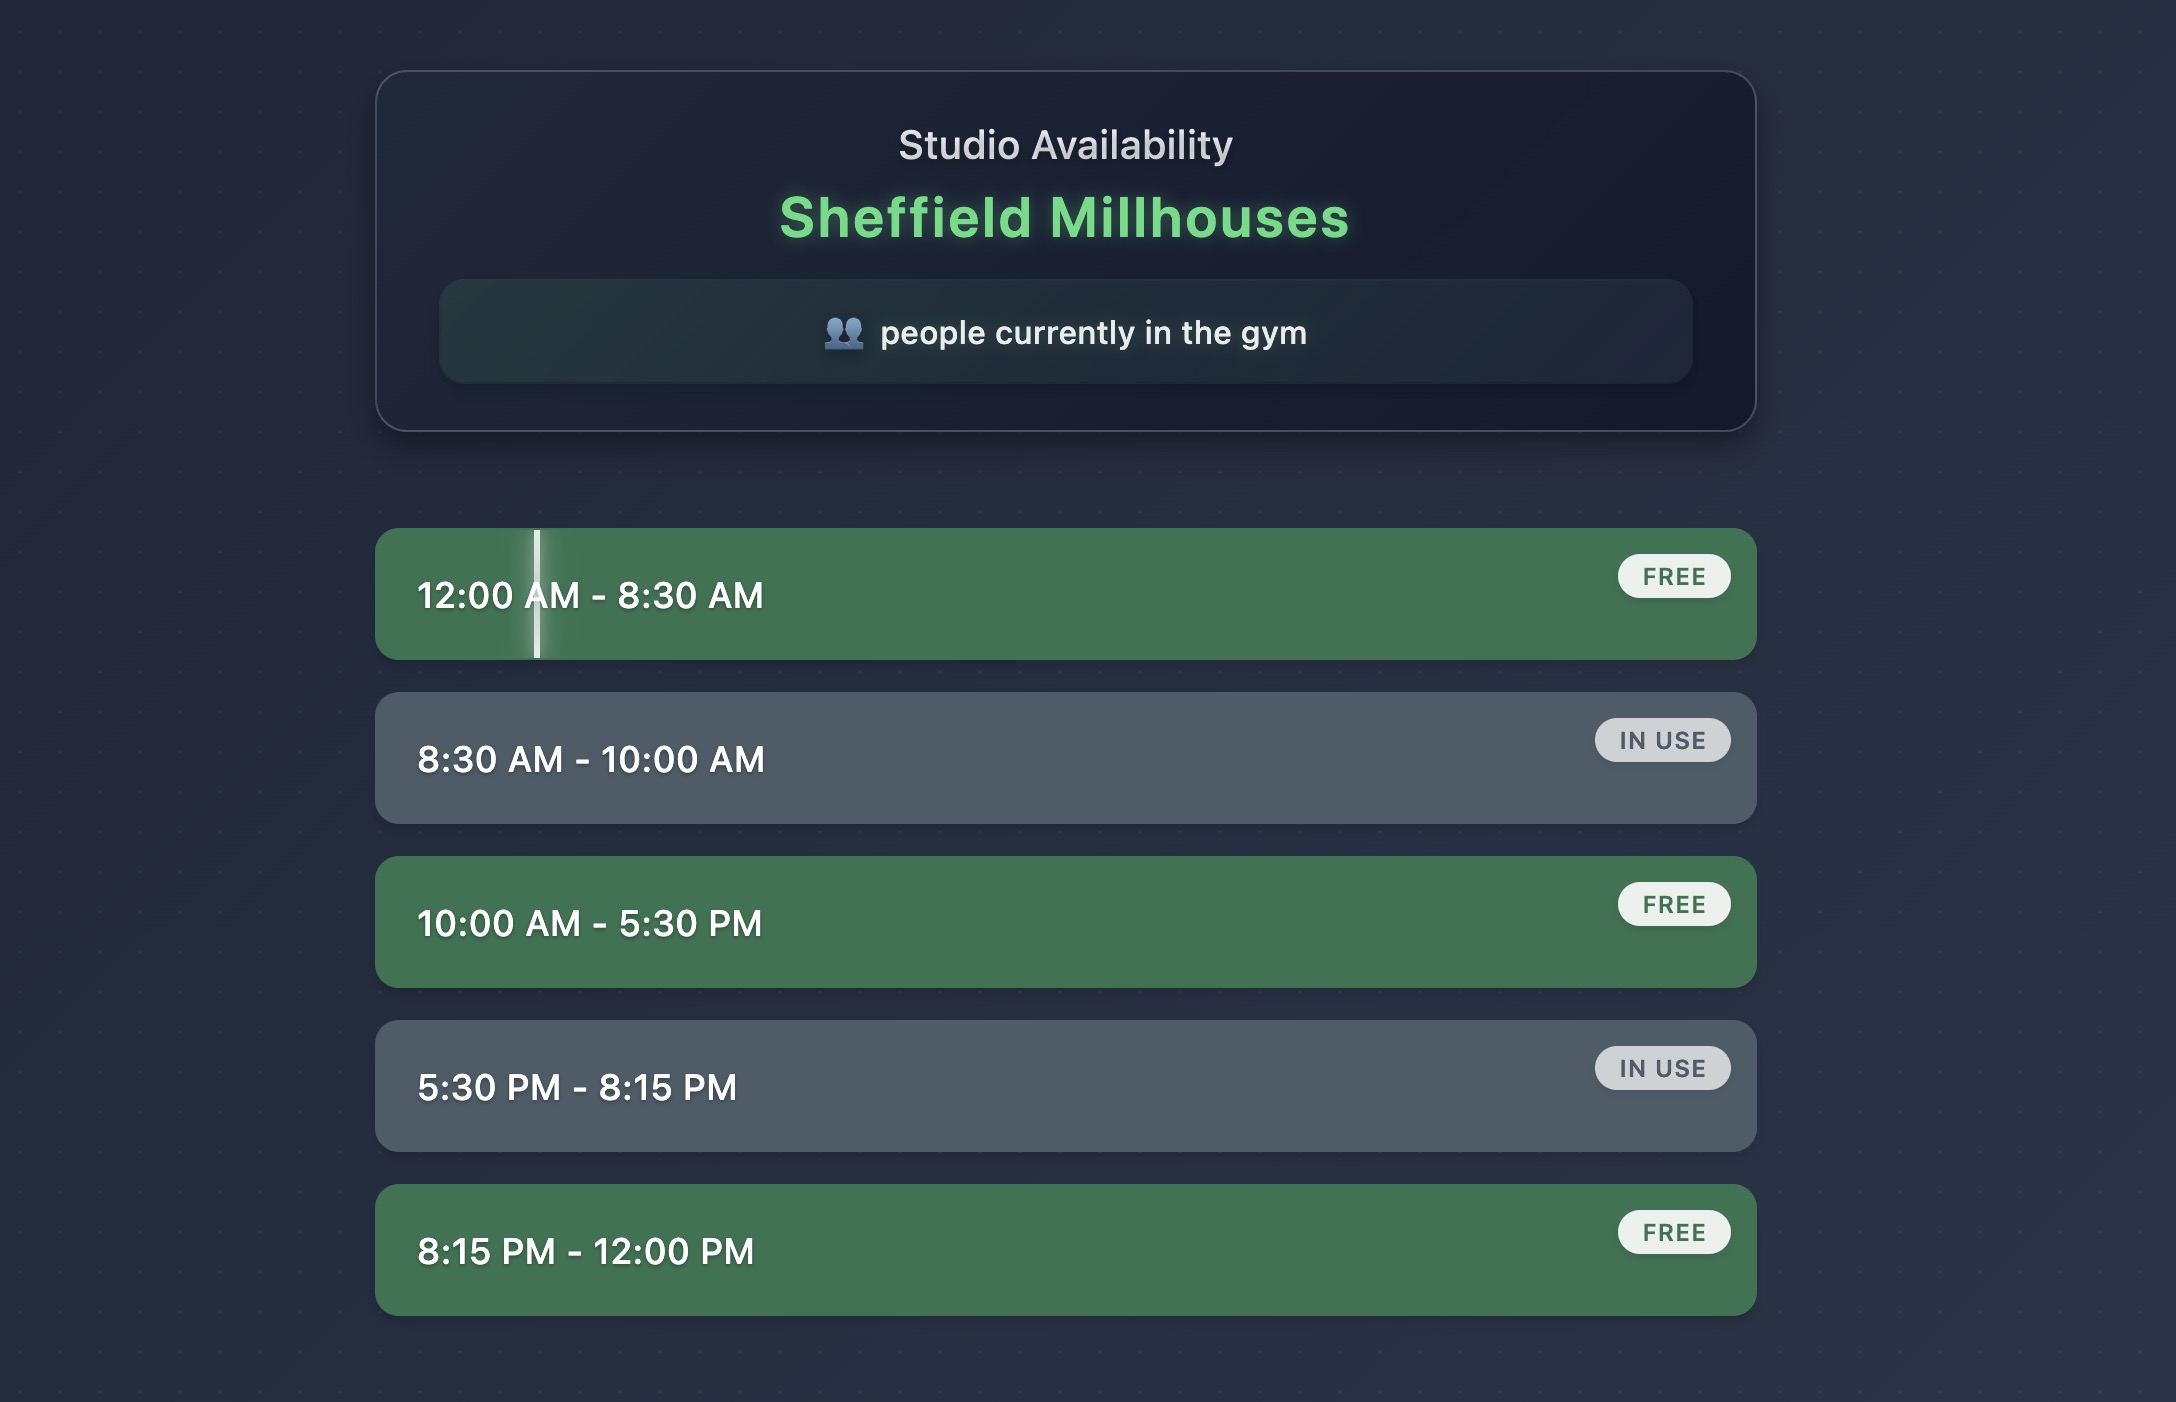 Studio Availability
Sheffield Millhouses
people currently in the gym
12:00 AM - 8:30 AM
FREE
8:30 AM - 10:00 AM
IN USE
10:00 AM - 5:30 PM
FREE
5:30 PM - 8:15 PM
IN USE
8:15 PM - 12:00 PM
FREE